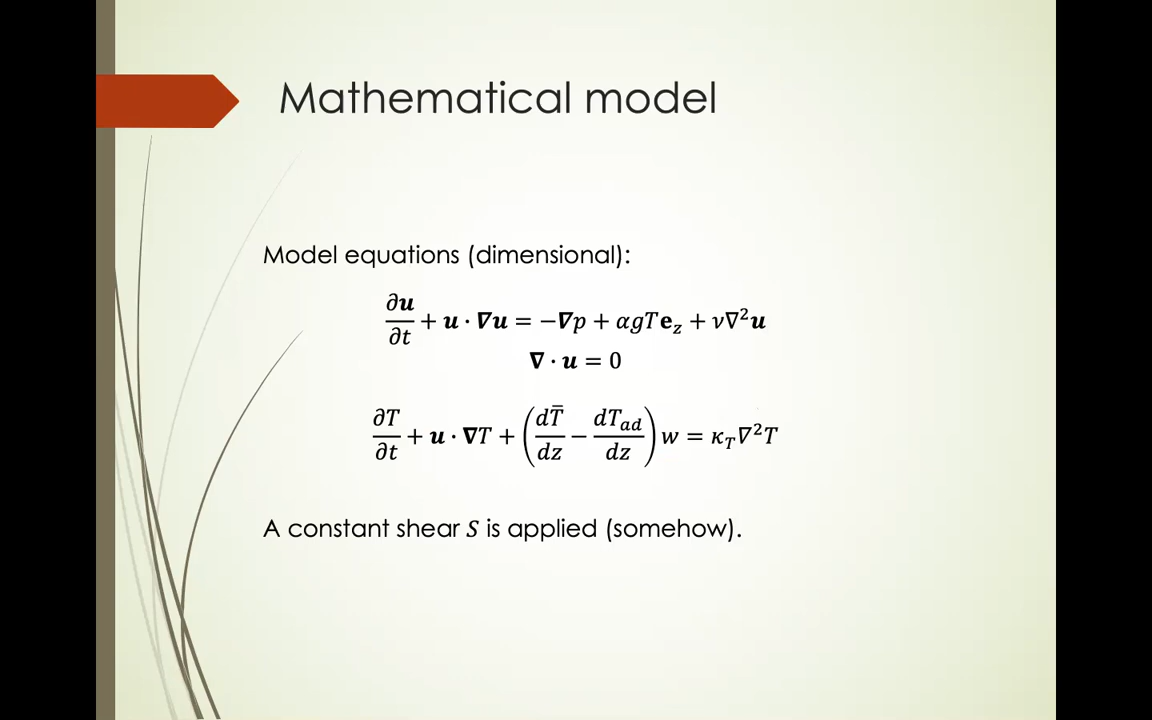 Mathematical model
Model equations (dimensional):
∂𝒖/∂t + 𝒖 · 𝛁𝒖 = −𝛁p + αgT𝐞_z + ν∇²𝒖
𝛁 · 𝒖 = 0
∂T/∂t + 𝒖 · 𝛁T + (dT̄/dz − dT_ad/dz) w = κ_T∇²T
A constant shear S is applied (somehow).